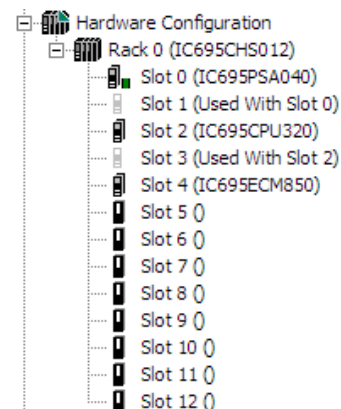 Hardware Configuration
Rack 0 (IC695CHS012)
Slot 0 (IC695PSA040)
Slot 1 (Used With Slot 0)
Slot 2 (IC695CPU320)
Slot 3 (Used With Slot 2)
Slot 4 (IC695ECM850)
Slot 5 ()
Slot 6 ()
Slot 7 ()
Slot 8 ()
Slot 9 ()
Slot 10 ()
Slot 11 ()
Slot 12 ()